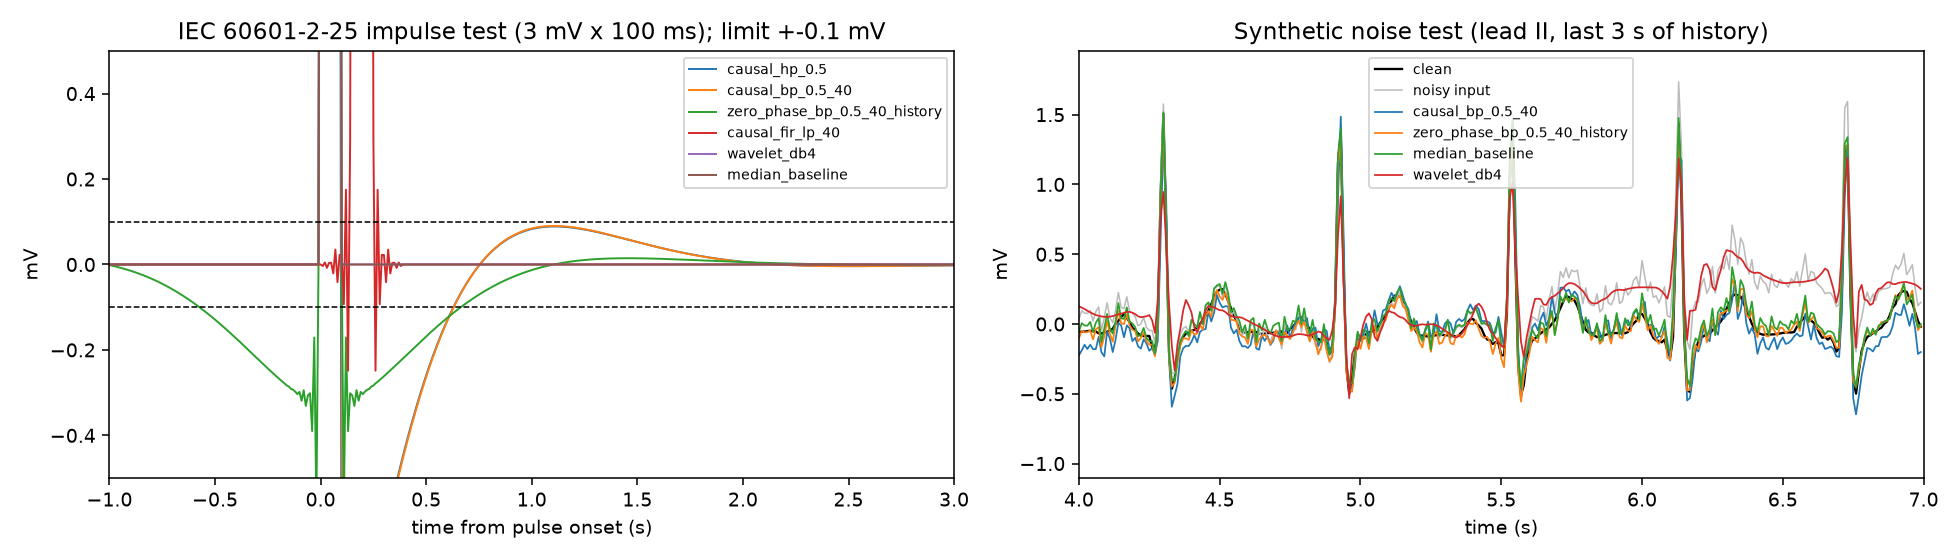 IEC 60601-2-25 impulse test (3 mV x 100 ms); limit +-0.1 mV
causal_hp_0.5
causal_bp_0.5_40
zero_phase_bp_0.5_40_history
causal_fir_lp_40
wavelet_db4
median_baseline
0.4
0.2
0.0
−0.2
−0.4
mV
−1.0 −0.5 0.0 0.5 1.0 1.5 2.0 2.5 3.0
time from pulse onset (s)
Synthetic noise test (lead II, last 3 s of history)
clean
noisy input
causal_bp_0.5_40
zero_phase_bp_0.5_40_history
median_baseline
wavelet_db4
1.5
1.0
0.5
0.0
−0.5
−1.0
mV
4.0 4.5 5.0 5.5 6.0 6.5 7.0
time (s)